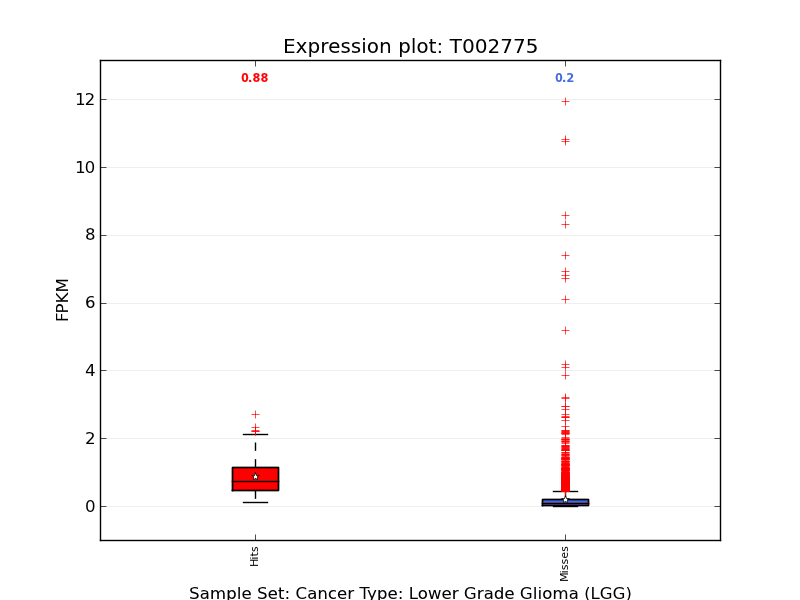 Expression plot: T002775
0.88
0.2
12
10
8
6
4
2
0
FPKM
Hits
Misses
Sample Set: Cancer Type: Lower Grade Glioma (LGG)